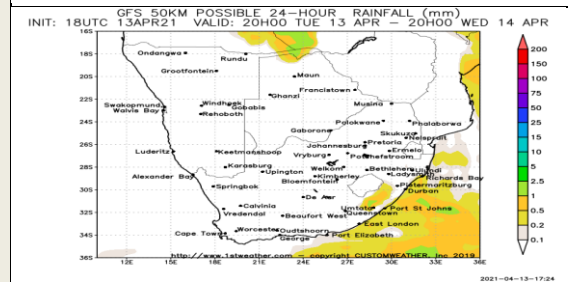 GFS 50KM POSSIBLE 24-HOUR RAINFALL (mm)
INIT: 18UTC 13APR21 VALID: 20H00 TUE 13 APR - 20H00 WED 14 APR
16S
Ondangwa
Rundu
200
18S
150
Grootfontein
Maun
100
20S
Francistown
75
22S
Ghanzi
Swakopmund
Windhoek
Gobabis
Musina
50
Walvis Bay
Rehoboth
24S
Polokwane
Phalaborwa
25
Gaborone
Skukuza
15
26S
Pretoria
Nelspruit
Johannesburg
Luderitz
Keetmanshoop
Ermelo
10
Vryburg
Potchefstroom
28S
Karasburg
Welkom
Bethlehem
Ulundi
5
Alexander Bay
Upington
Kimberley
Ladysmith
Richards Bay
Bloemfontein
2.5
30S
Springbok
Pietermaritzburg
De Aar
Durban
1
32S
Calvinia
Umtata
Port St Johns
Vredendal
Beaufort West
Queenstown
0.5
East London
34S
Worcester
Oudtshoorn
0.2
Cape Town
George
Port Elizabeth
0.1
http://www.1stweather.com - copyright CUSTOMWEATHER, Inc 2019
36S
12E 15E 18E 21E 24E 27E 30E 33E 36E
2021-04-13-17:24